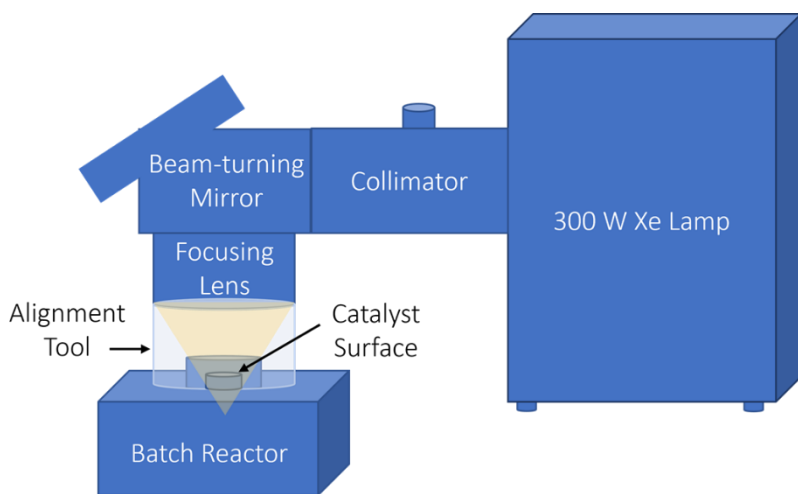 Beam-turning
Mirror
Collimator
300 W Xe Lamp
Focusing
Lens
Alignment
Tool
Catalyst
Surface
Batch Reactor